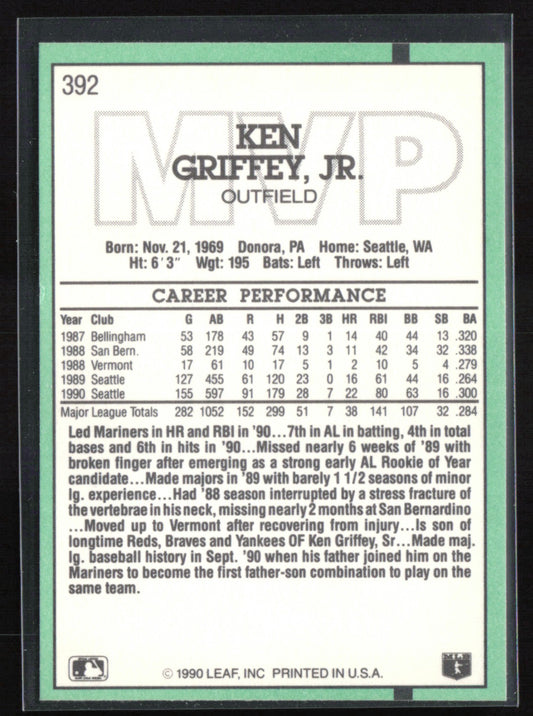 392
MVP
KEN
GRIFFEY, JR.
OUTFIELD
Born: Nov. 21, 1969 Donora, PA Home: Seattle, WA
Ht: 6'3" Wgt: 195 Bats: Left Throws: Left
CAREER PERFORMANCE
Year Club G AB R H 2B 3B HR RBI BB SB BA
1987 Bellingham 53 178 43 57 9 1 14 40 44 13 .320
1988 San Bern. 58 219 49 74 13 3 11 42 34 32 .338
1988 Vermont 17 61 10 17 5 1 2 10 5 4 .279
1989 Seattle 127 455 61 120 23 0 16 61 44 16 .264
1990 Seattle 155 597 91 179 28 7 22 80 63 16 .300
Major League Totals 282 1052 152 299 51 7 38 141 107 32 .284
Led Mariners in HR and RBI in '90...7th in AL in batting, 4th in total
bases and 6th in hits in '90...Missed nearly 6 weeks of '89 with
broken finger after emerging as a strong early AL Rookie of Year
candidate...Made majors in '89 with barely 1 1/2 seasons of minor
lg. experience...Had '88 season interrupted by a stress fracture of
the vertebrae in his neck, missing nearly 2 months at San Bernardino
...Moved up to Vermont after recovering from injury...Is son of
longtime Reds, Braves and Yankees OF Ken Griffey, Sr...Made maj.
lg. baseball history in Sept. '90 when his father joined him on the
Mariners to become the first father-son combination to play on the
same team.
© 1990 LEAF, INC PRINTED IN U.S.A.